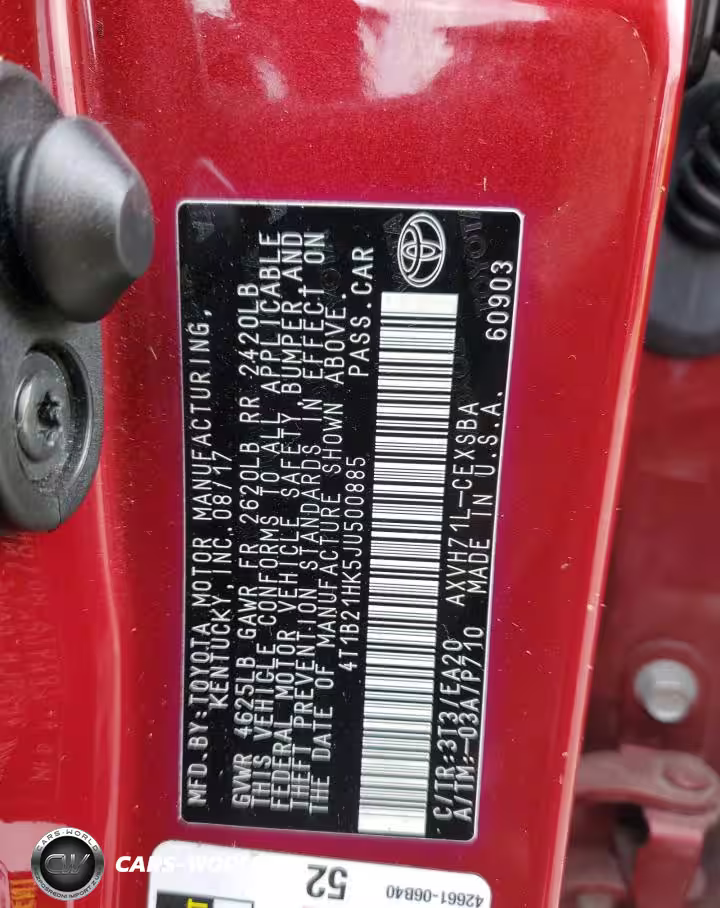 MFD.BY:TOYOTA MOTOR MANUFACTURING,
KENTUCKY, INC. 08/17
GVWR 4625LB GAWR FR 2620LB RR 2420LB
THIS VEHICLE CONFORMS TO ALL APPLICABLE
FEDERAL MOTOR VEHICLE SAFETY, BUMPER, AND
THEFT PREVENTION STANDARDS IN EFFECT ON
THE DATE OF MANUFACTURE SHOWN ABOVE.
4T1B21HK5JU500885 PASS.CAR
C/TR:3T3/EA20 AXVH71L-CEXSBA
A/TM:-03A/P710 MADE IN U.S.A. 60903
TOYOTA
52
42661-06B40
CARS-WORLD
CARS-WO